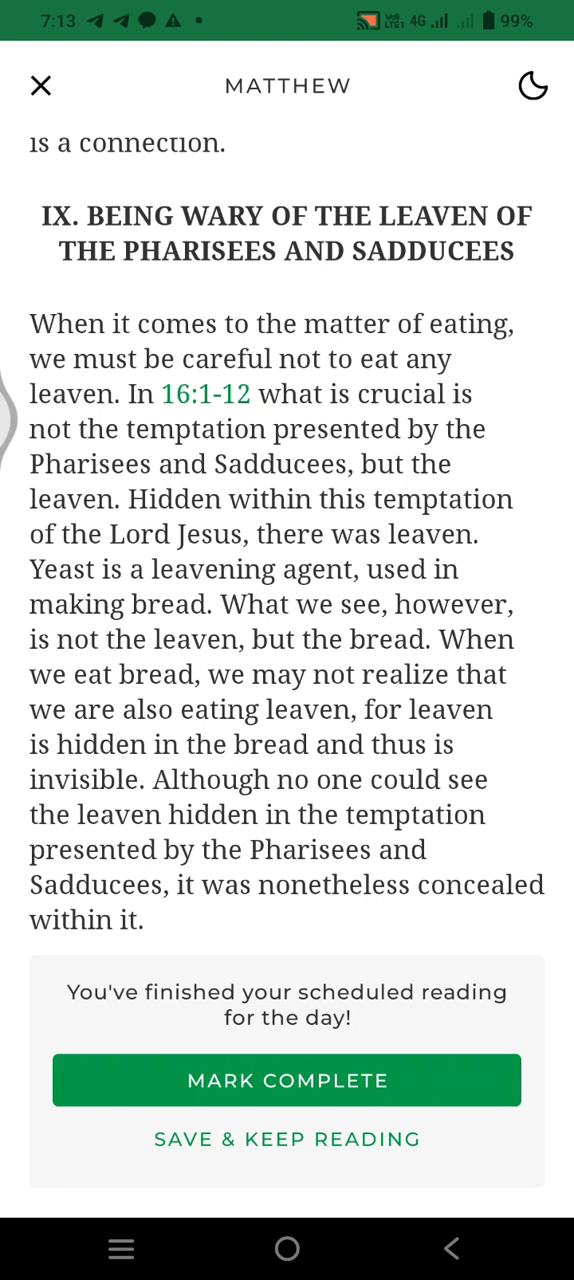 7:13
4G
99%
MATTHEW
is a connection.
IX. BEING WARY OF THE LEAVEN OF
THE PHARISEES AND SADDUCEES
When it comes to the matter of eating,
we must be careful not to eat any
leaven. In 16:1-12 what is crucial is
not the temptation presented by the
Pharisees and Sadducees, but the
leaven. Hidden within this temptation
of the Lord Jesus, there was leaven.
Yeast is a leavening agent, used in
making bread. What we see, however,
is not the leaven, but the bread. When
we eat bread, we may not realize that
we are also eating leaven, for leaven
is hidden in the bread and thus is
invisible. Although no one could see
the leaven hidden in the temptation
presented by the Pharisees and
Sadducees, it was nonetheless concealed
within it.
You've finished your scheduled reading
for the day!
MARK COMPLETE
SAVE & KEEP READING